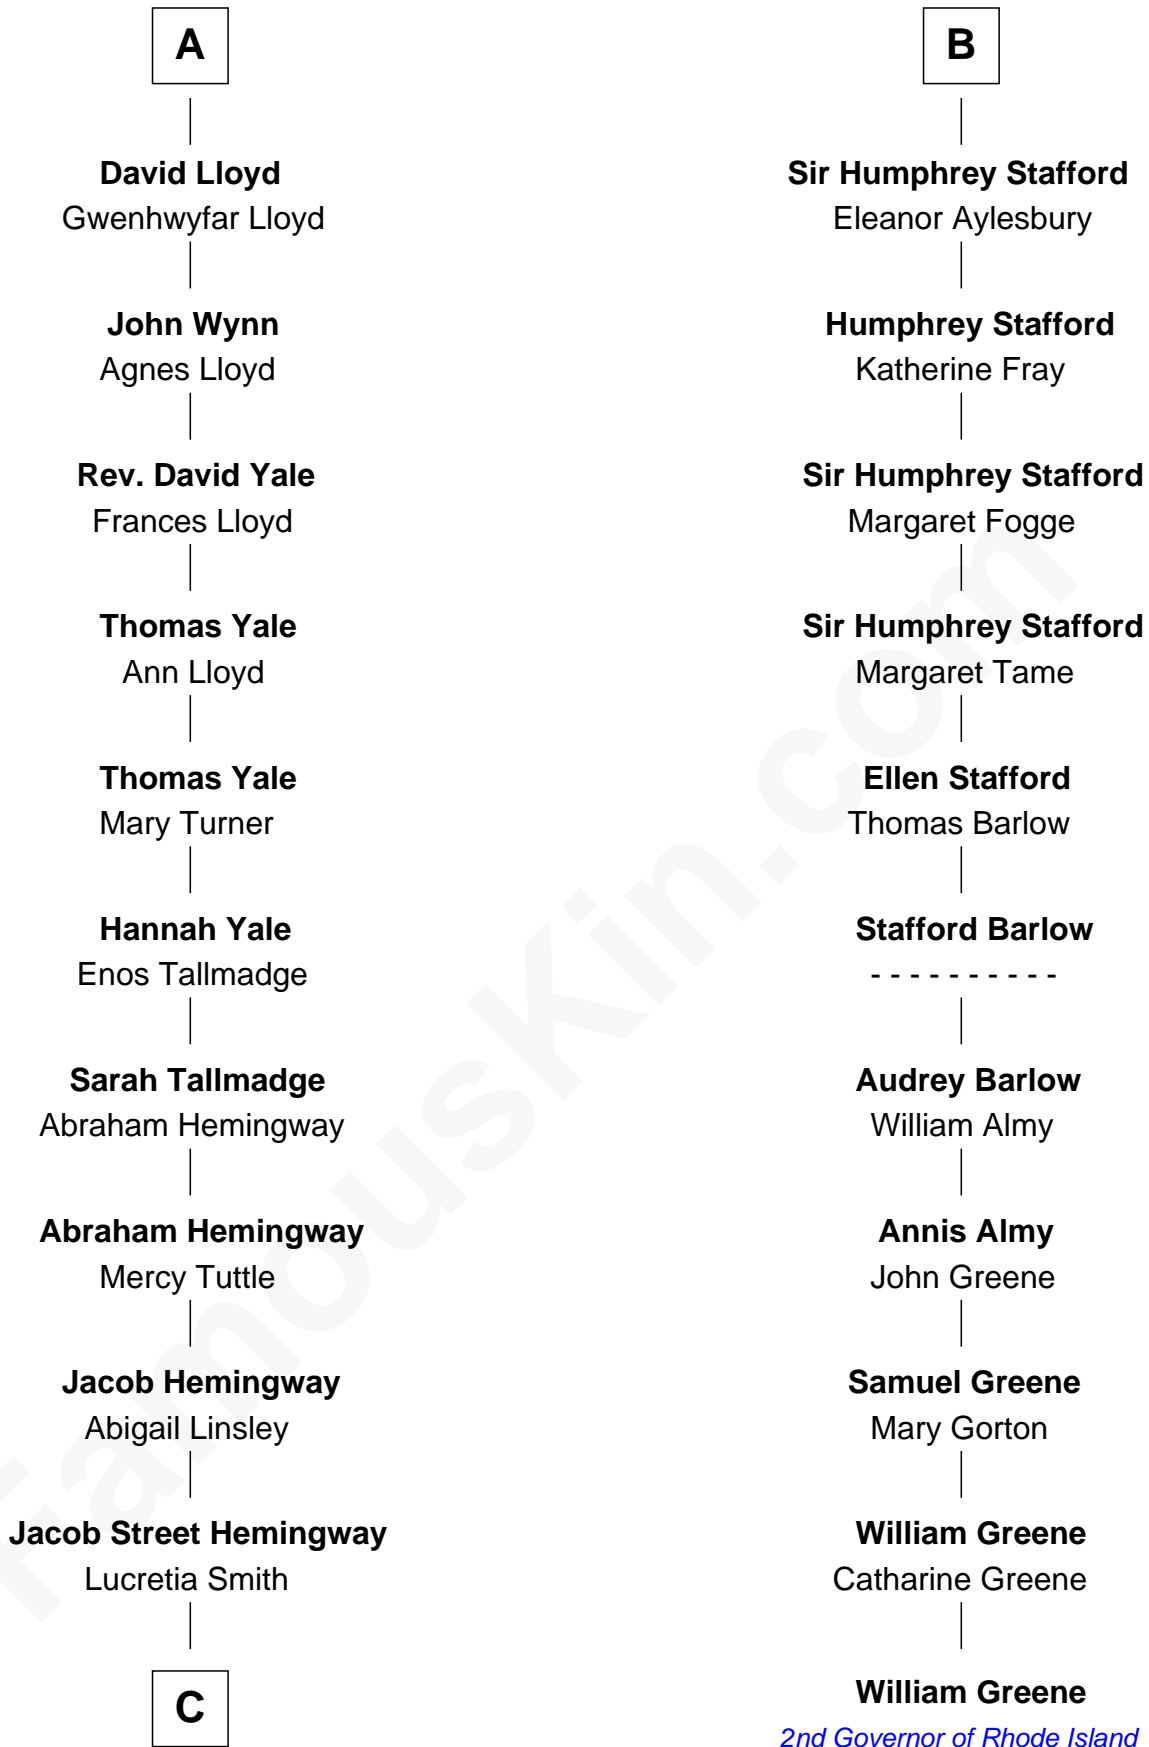 A
David Lloyd
Gwenhwyfar Lloyd
John Wynn
Agnes Lloyd
Rev. David Yale
Frances Lloyd
Thomas Yale
Ann Lloyd
Thomas Yale
Mary Turner
Hannah Yale
Enos Tallmadge
Sarah Tallmadge
Abraham Hemingway
Abraham Hemingway
Mercy Tuttle
Jacob Hemingway
Abigail Linsley
Jacob Street Hemingway
Lucretia Smith
C
B
Sir Humphrey Stafford
Eleanor Aylesbury
Humphrey Stafford
Katherine Fray
Sir Humphrey Stafford
Margaret Fogge
Sir Humphrey Stafford
Margaret Tame
Ellen Stafford
Thomas Barlow
Stafford Barlow
- - - - - - - - - -
Audrey Barlow
William Almy
Annis Almy
John Greene
Samuel Greene
Mary Gorton
William Greene
Catharine Greene
William Greene
2nd Governor of Rhode Island
FamousKin.com